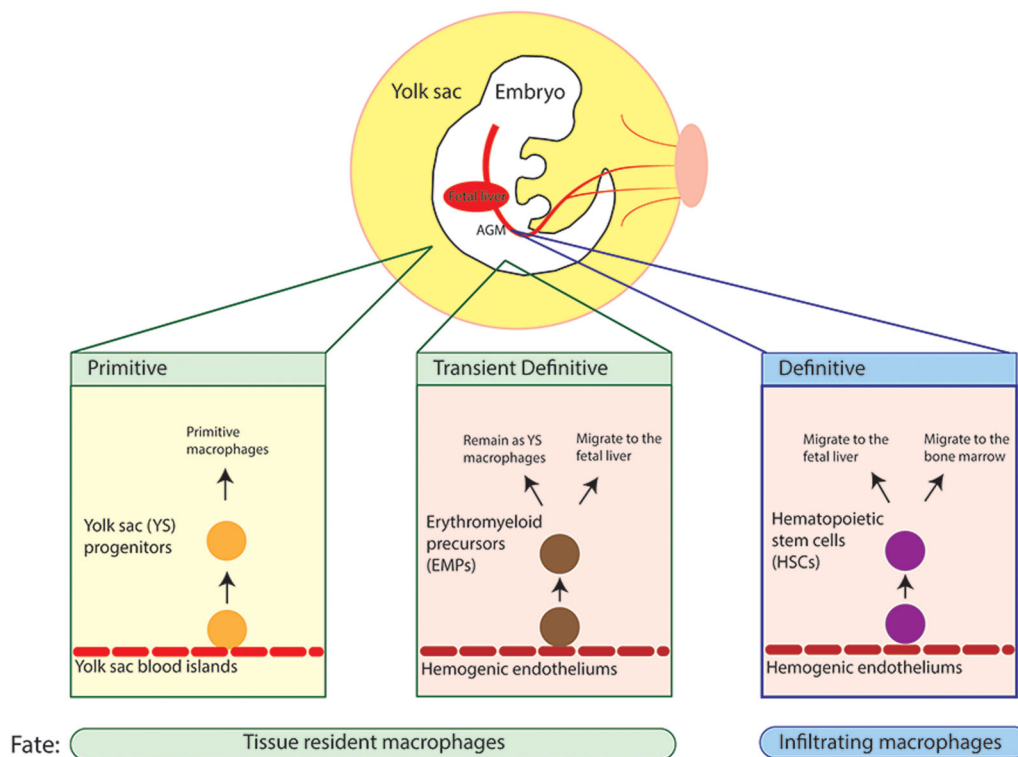 Yolk sac
Embryo
Fetal liver
AGM
Primitive
Primitive
macrophages
Yolk sac (YS)
progenitors
Yolk sac blood islands
Transient Definitive
Remain as YS
macrophages
Migrate to the
fetal liver
Erythromyeloid
precursors
(EMPs)
Hemogenic endotheliums
Definitive
Migrate to the
fetal liver
Migrate to the
bone marrow
Hematopoietic
stem cells
(HSCs)
Hemogenic endotheliums
Fate:
Tissue resident macrophages
Infiltrating macrophages